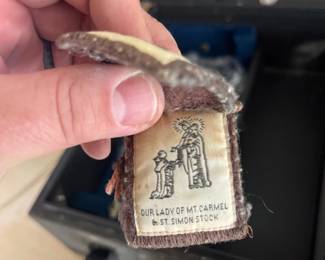 OUR LADY OF MT CARMEL
& ST. SIMON STOCK